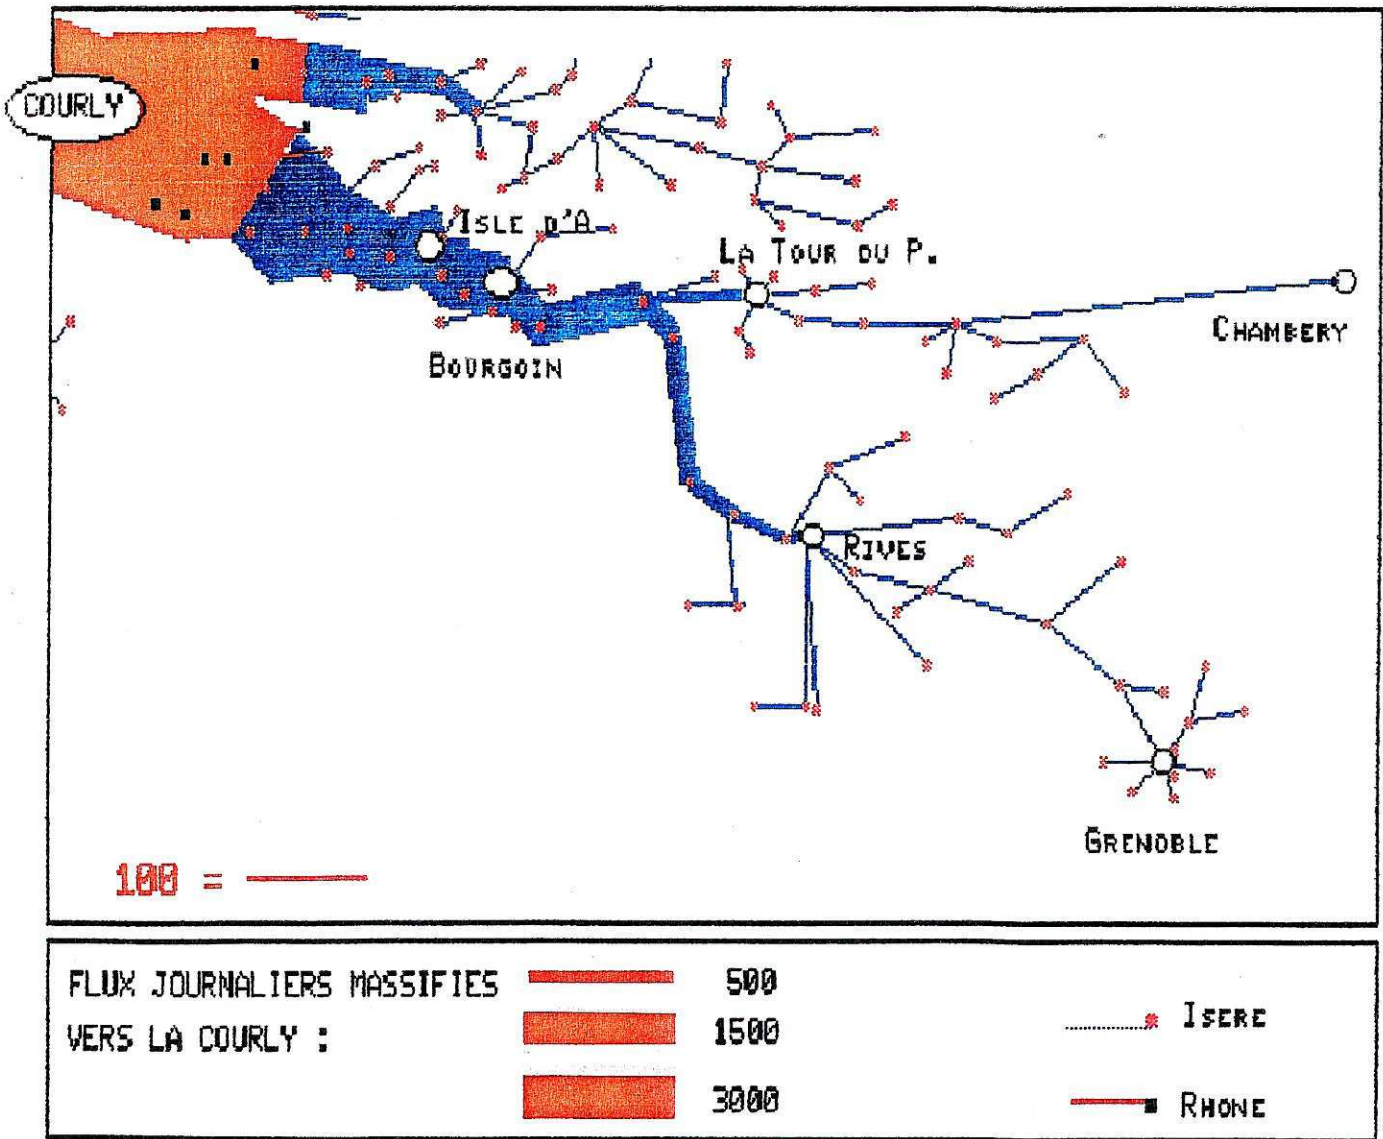 COURLY
ISLE D'A
LA TOUR DU P.
CHAMBERY
BOURGOIN
RIVES
GRENOBLE
100 =
FLUX JOURNALIERS MASSIFIES
VERS LA COURLY :
500
1500
3000
ISERE
RHONE